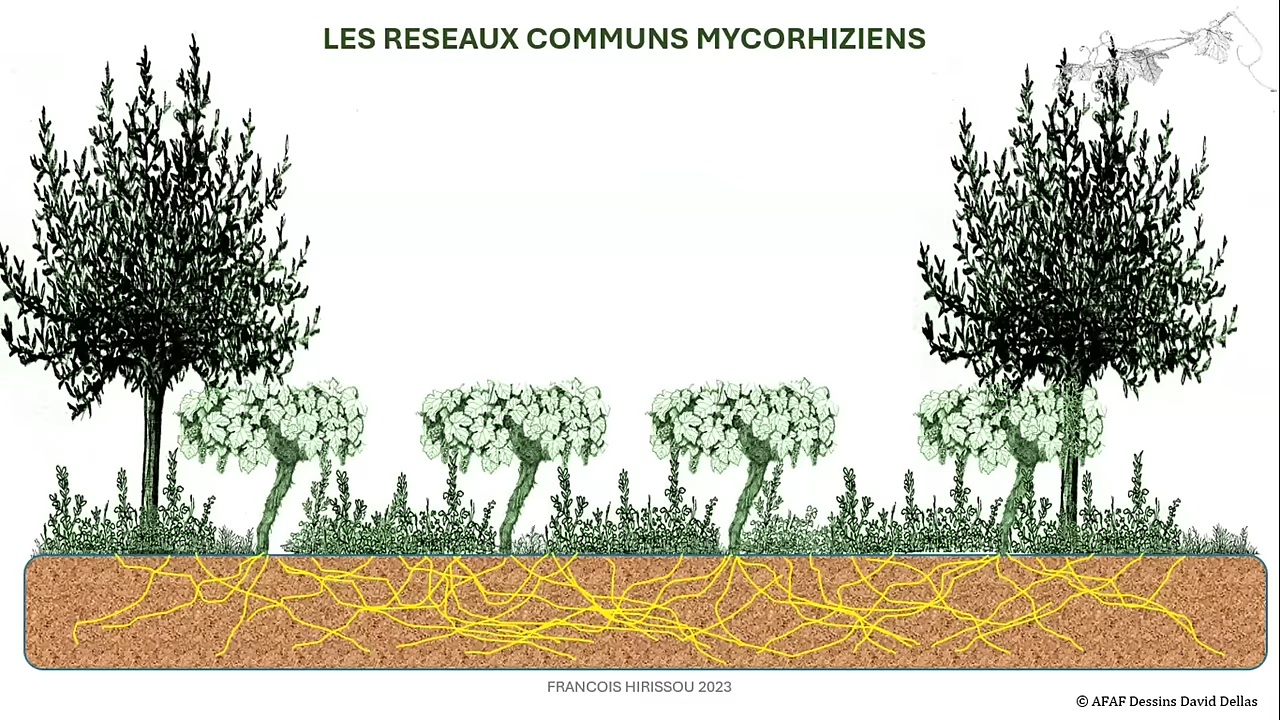 LES RESEAUX COMMUNS MYCORHIZIENS
FRANCOIS HIRISSOU 2023
© AFAF Dessins David Dellas